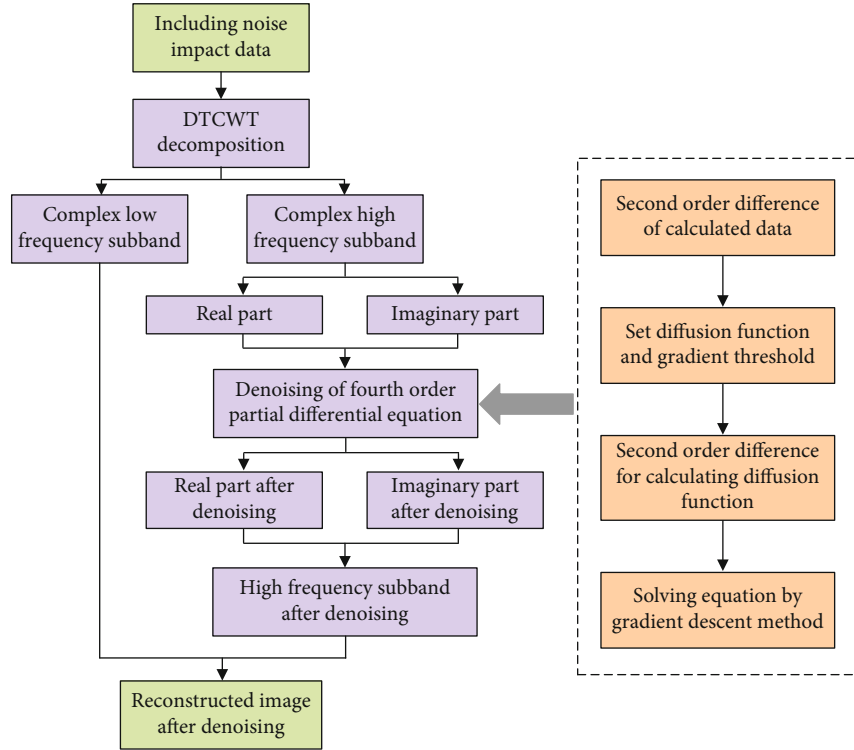 Including noise
impact data
DTCWT
decomposition
Complex low
frequency subband
Complex high
frequency subband
Real part
Imaginary part
Denoising of fourth order
partial differential equation
Real part after
denoising
Imaginary part
after denoising
High frequency subband
after denoising
Reconstructed image
after denoising
Second order difference
of calculated data
Set diffusion function
and gradient threshold
Second order difference
for calculating diffusion
function
Solving equation by
gradient descent method